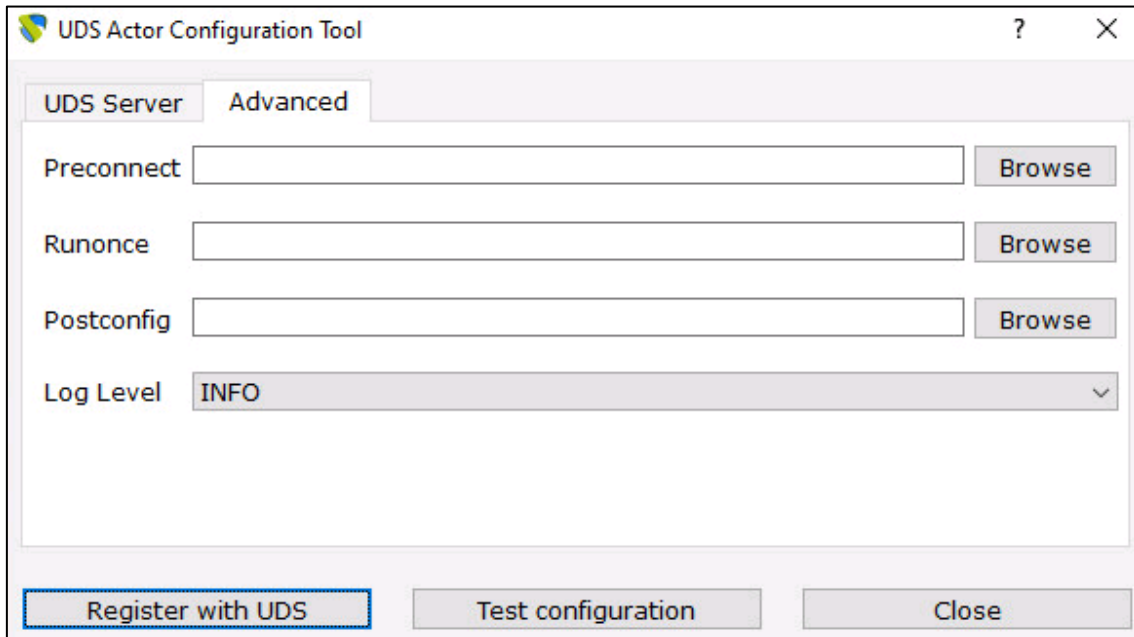 UDS Actor Configuration Tool ?
UDS Server Advanced
Preconnect Browse
Runonce Browse
Postconfig Browse
Log Level INFO
Register with UDS Test configuration Close